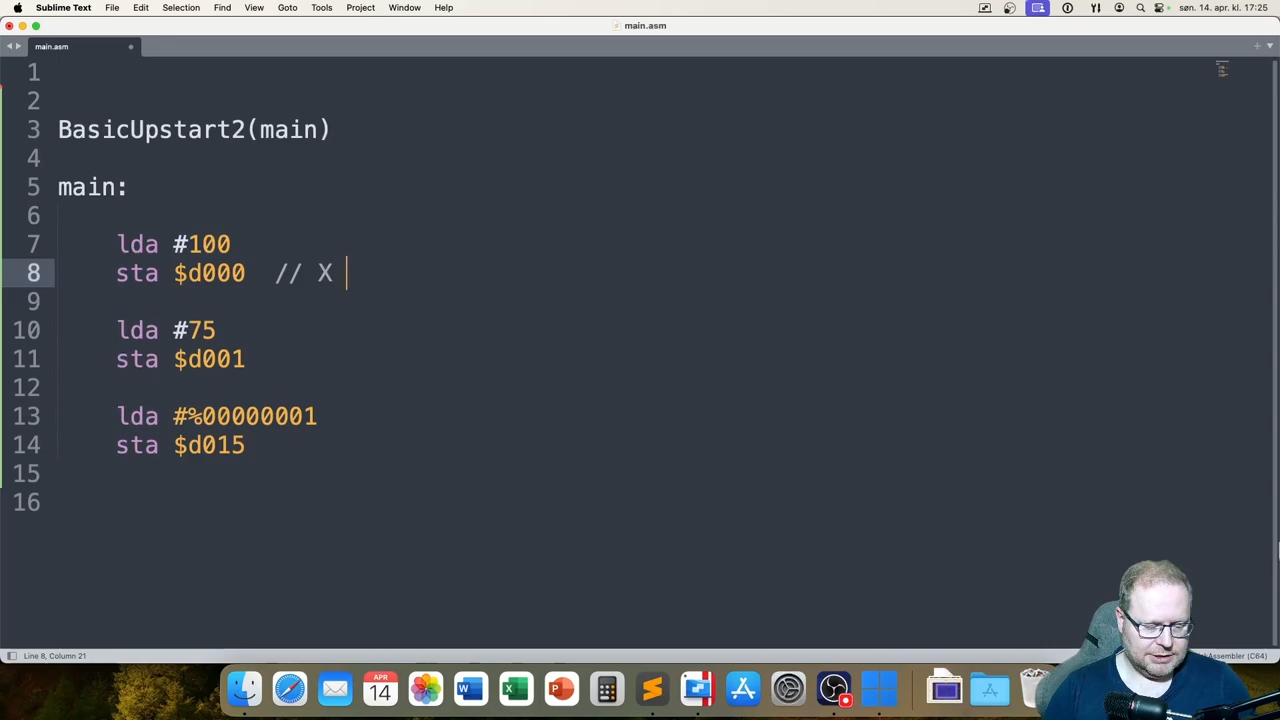 Sublime Text File Edit Selection Find View Goto Tools Project Window Help søn. 14. apr. kl. 17:25
main.asm
main.asm
1
2
3 BasicUpstart2(main)
4
5 main:
6
7 lda #100
8 sta $d000 // X
9
10 lda #75
11 sta $d001
12
13 lda #%00000001
14 sta $d015
15
16
Line 8, Column 21
Assembler (C64)
APR
14